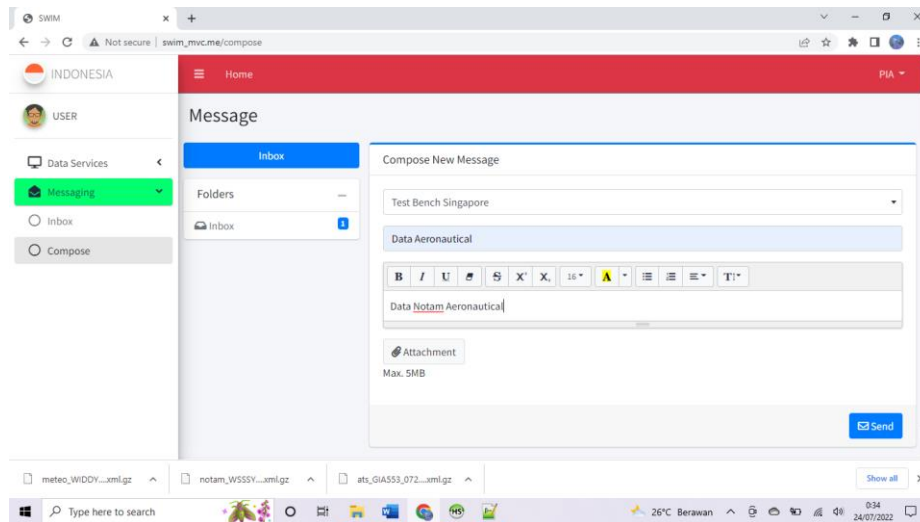 SWIM
Not secure | swim_mvc.me/compose
INDONESIA
Home
PIA
USER
Message
Data Services
Messaging
Inbox
Compose
Inbox
Folders
Inbox
1
Compose New Message
Test Bench Singapore
Data Aeronautical
B I U S X X 16 A T
Data Notam Aeronautical
Attachment
Max. 5MB
Send
meteo_WIDDY....xml.gz
notam_WSSSY....xml.gz
ats_GIA553_072....xml.gz
Show all
Type here to search
26°C Berawan
0:34
24/07/2022